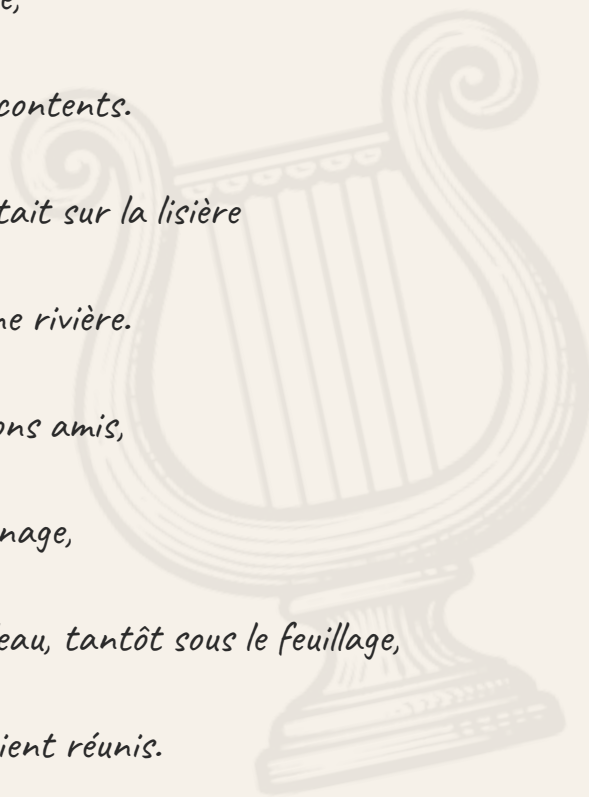 e,
contents.
tait sur la lisière
ne rivière.
ons amis,
nage,
eau, tantôt sous le feuillage,
ient réunis.